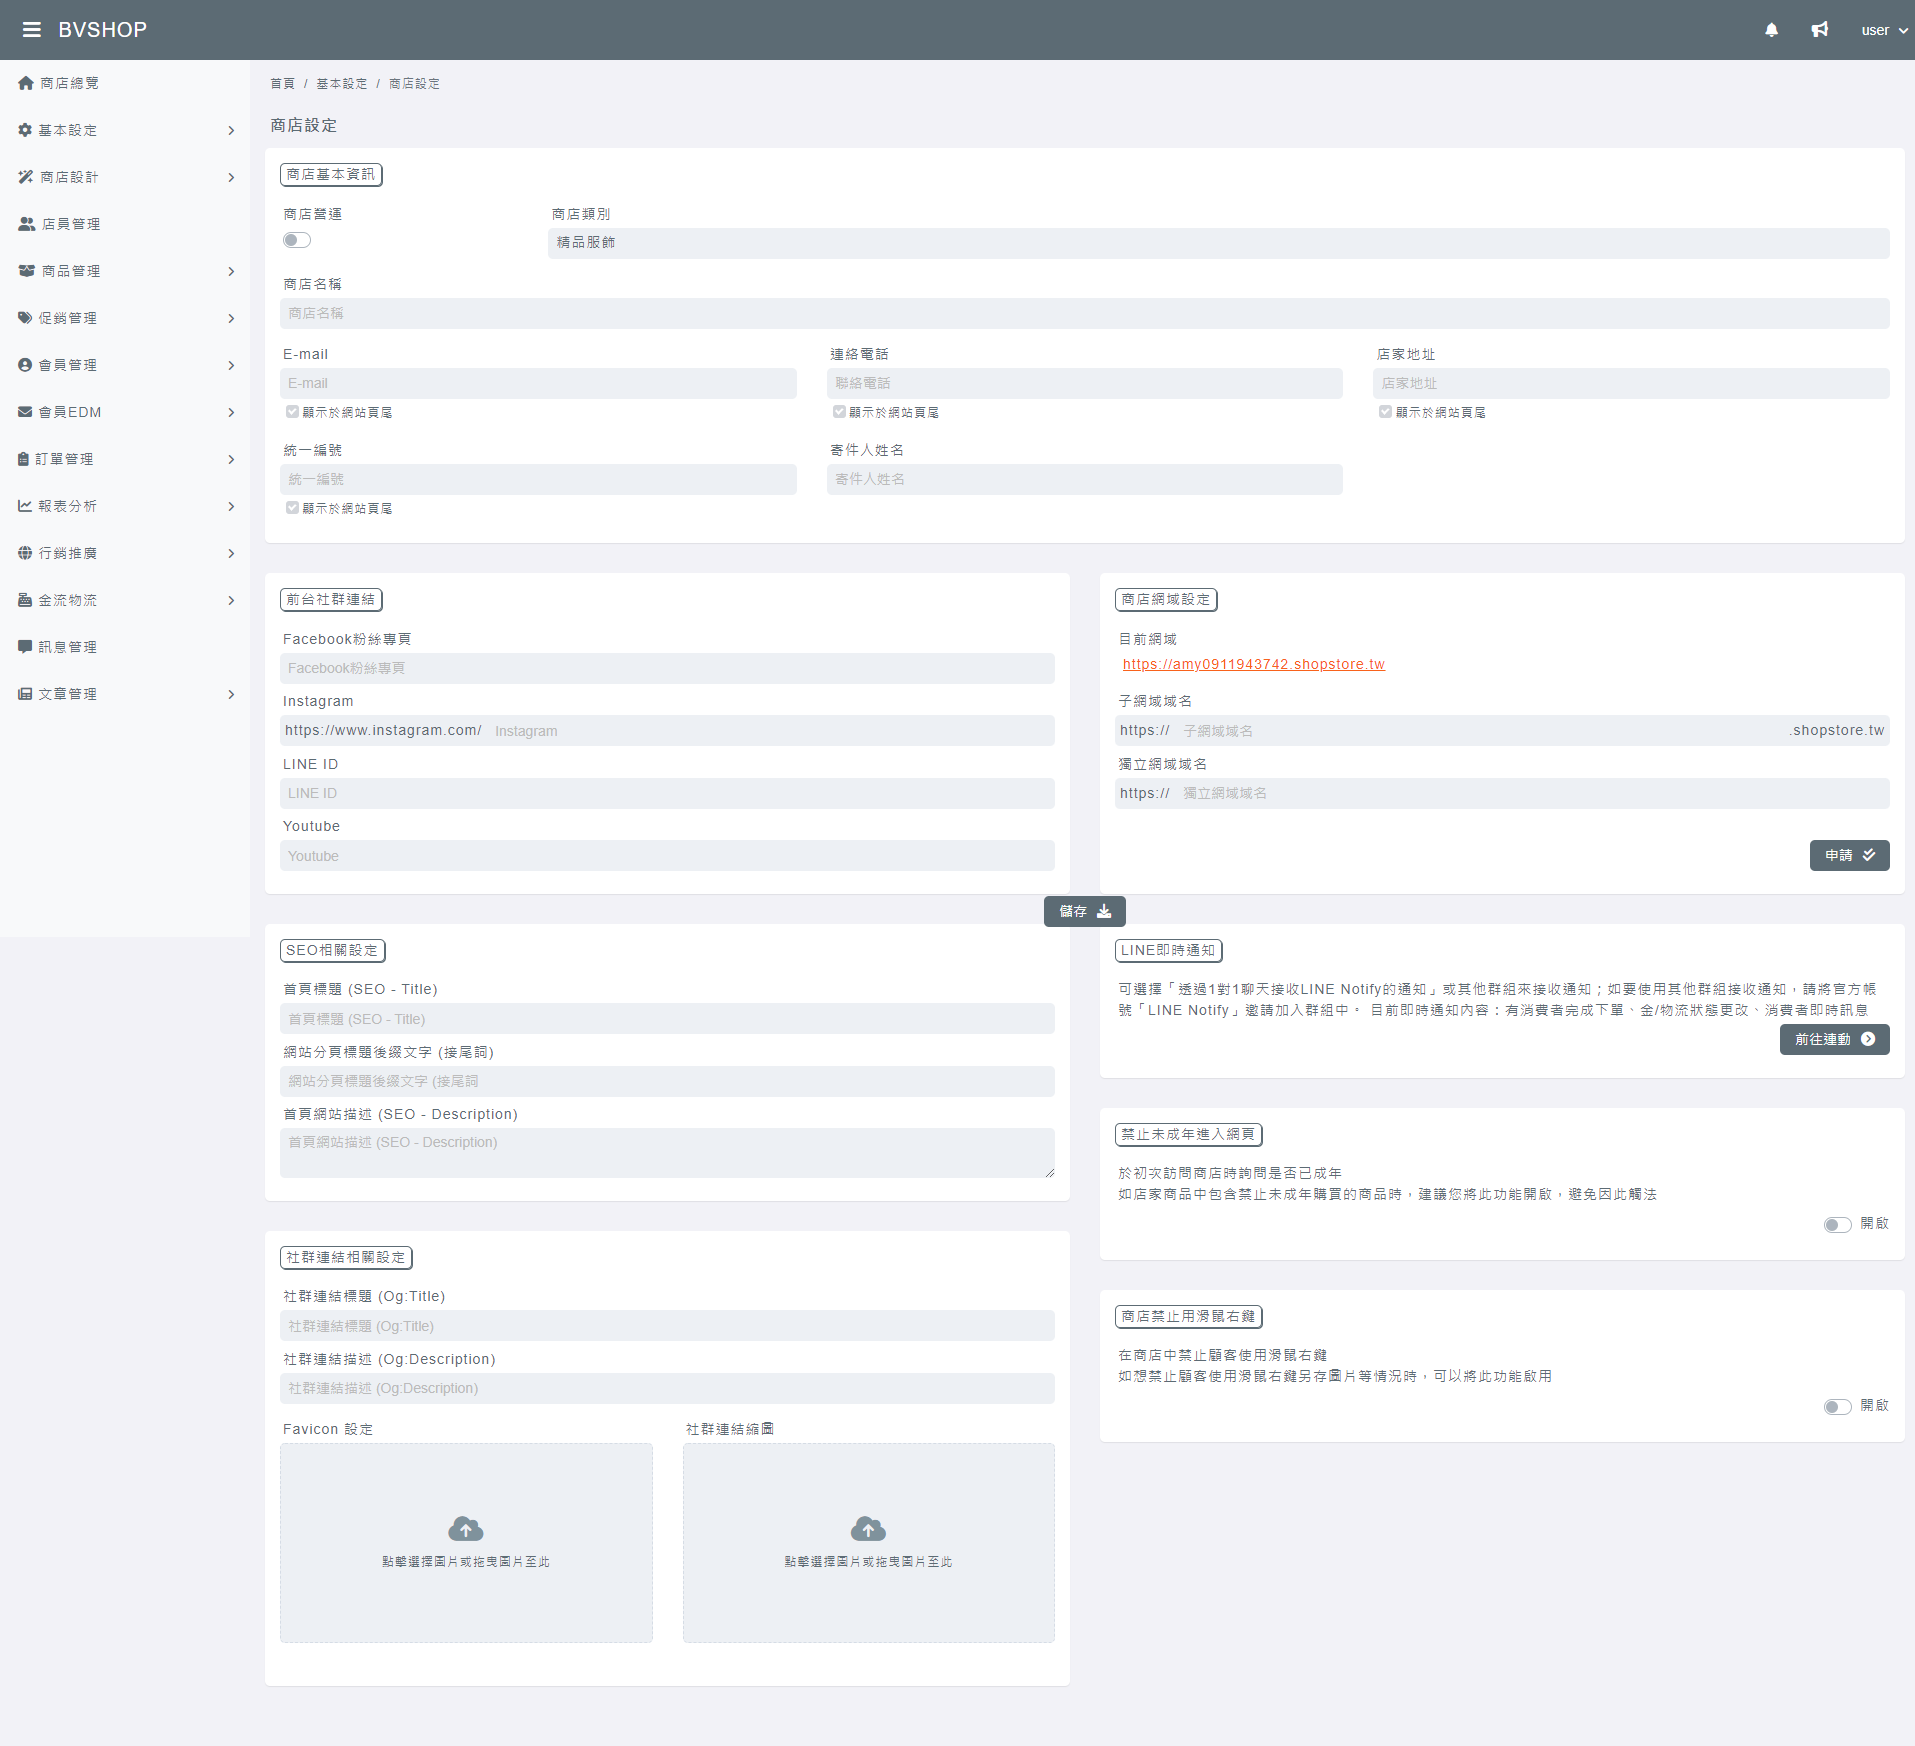 BVSHOP
user
商店總覽
基本設定
商店設計
店員管理
商品管理
促銷管理
會員管理
會員EDM
訂單管理
報表分析
行銷推廣
金流物流
訊息管理
文章管理
首頁 / 基本設定 / 商店設定
商店設定
商店基本資訊
商店營運
商店類別
精品服飾
商店名稱
商店名稱
E-mail
連絡電話
店家地址
E-mail
聯絡電話
店家地址
顯示於網站頁尾
顯示於網站頁尾
顯示於網站頁尾
統一編號
寄件人姓名
統一編號
寄件人姓名
顯示於網站頁尾
前台社群連結
Facebook粉絲專頁
Facebook粉絲專頁
Instagram
https://www.instagram.com/ Instagram
LINE ID
LINE ID
Youtube
Youtube
商店網域設定
目前網域
https://amy0911943742.shopstore.tw
子網域域名
https:// 子網域域名 .shopstore.tw
獨立網域域名
https:// 獨立網域域名
申請
儲存
SEO相關設定
首頁標題 (SEO - Title)
首頁標題 (SEO - Title)
網站分頁標題後綴文字 (接尾詞)
網站分頁標題後綴文字 (接尾詞
首頁網站描述 (SEO - Description)
首頁網站描述 (SEO - Description)
LINE即時通知
可選擇「透過1對1聊天接收LINE Notify的通知」或其他群組來接收通知；如要使用其他群組接收通知，請將官方帳
號「LINE Notify」邀請加入群組中。 目前即時通知內容：有消費者完成下單、金/物流狀態更改、消費者即時訊息
前往連動
禁止未成年進入網頁
於初次訪問商店時詢問是否已成年
如店家商品中包含禁止未成年購買的商品時，建議您將此功能開啟，避免因此觸法
開啟
社群連結相關設定
社群連結標題 (Og:Title)
社群連結標題 (Og:Title)
社群連結描述 (Og:Description)
社群連結描述 (Og:Description)
Favicon 設定
社群連結縮圖
點擊選擇圖片或拖曳圖片至此
點擊選擇圖片或拖曳圖片至此
商店禁止用滑鼠右鍵
在商店中禁止顧客使用滑鼠右鍵
如想禁止顧客使用滑鼠右鍵另存圖片等情況時，可以將此功能啟用
開啟